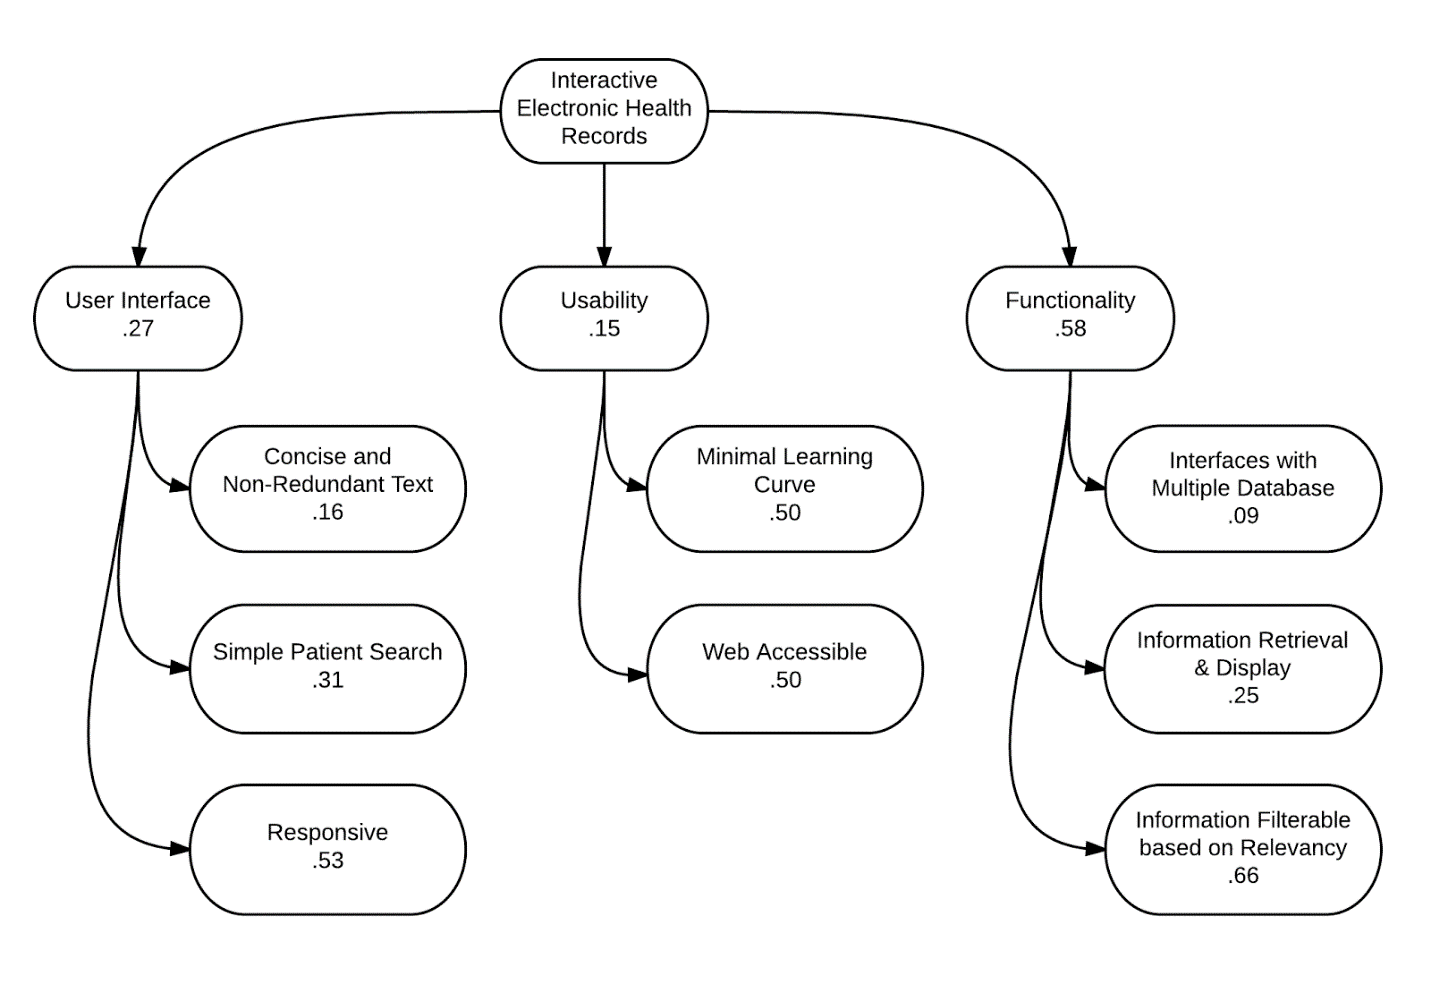 Interactive
Electronic Health
Records
User Interface
.27
Usability
.15
Functionality
.58
Concise and
Non-Redundant Text
.16
Simple Patient Search
.31
Responsive
.53
Minimal Learning
Curve
.50
Web Accessible
.50
Interfaces with
Multiple Database
.09
Information Retrieval
& Display
.25
Information Filterable
based on Relevancy
.66